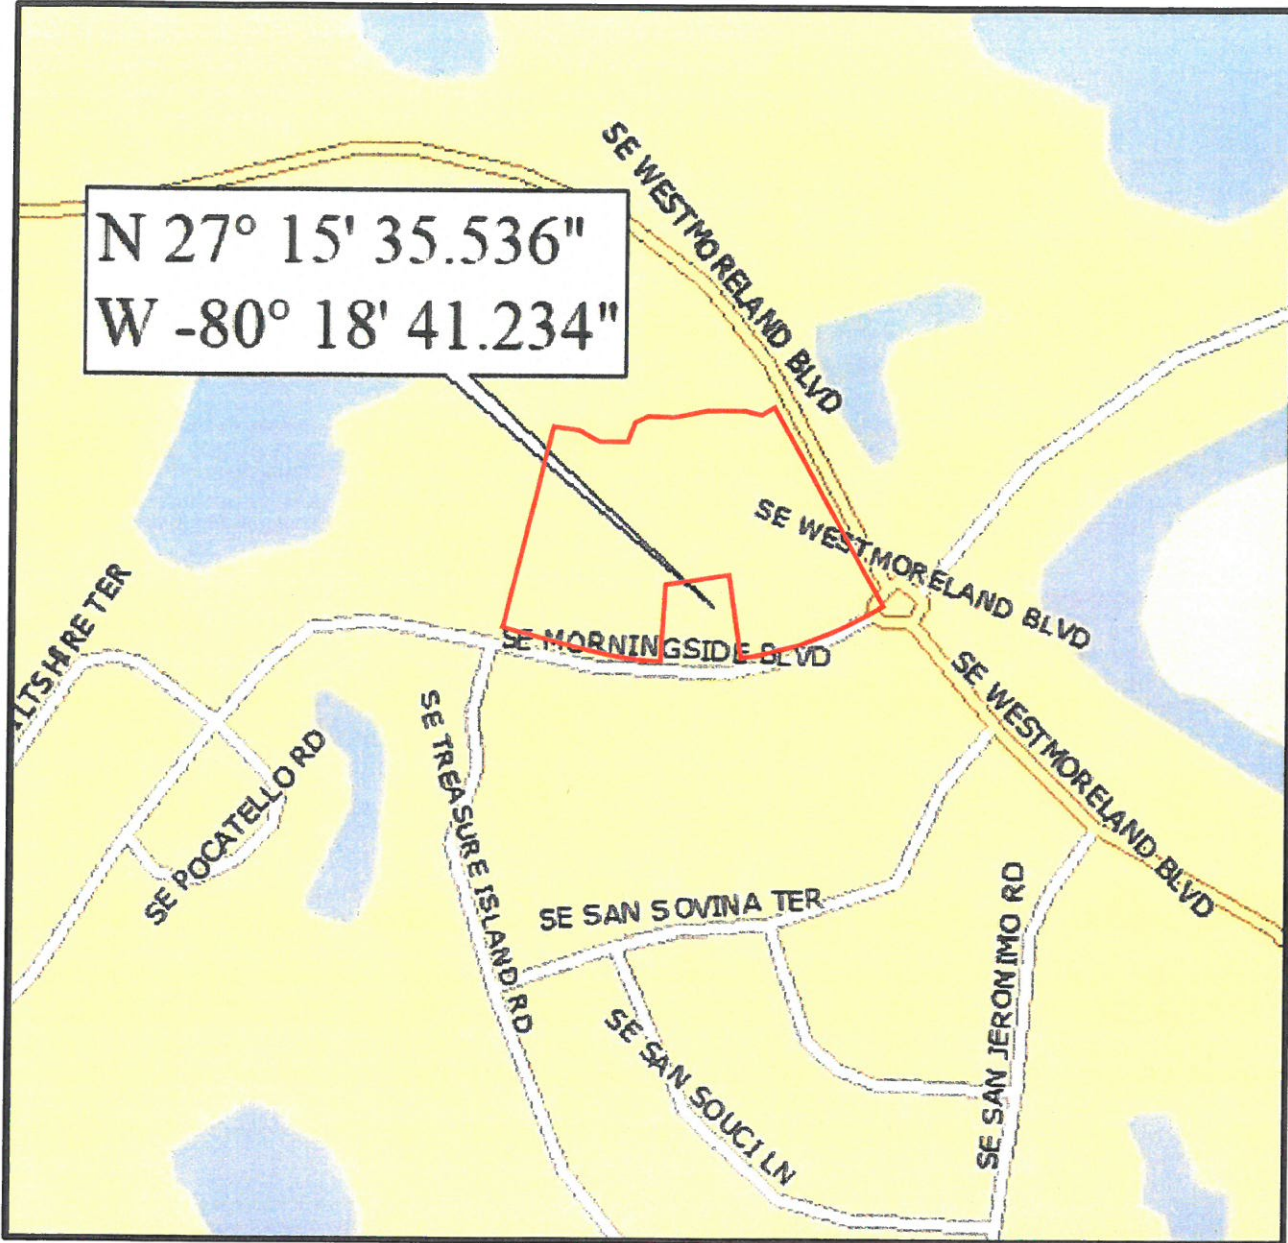 SE WESTMORELAND BLVD
N 27° 15' 35.536"
W -80° 18' 41.234"
SE WESTMORELAND BLVD
SE MORNINGSIDE BLVD
SE WESTMORELAND BLVD
SE POCATELLO RD
SE TREASURE ISLAND RD
SE SAN SOVINA TER
SE SAN JERONIMO RD
SE SAN SOUCI LN